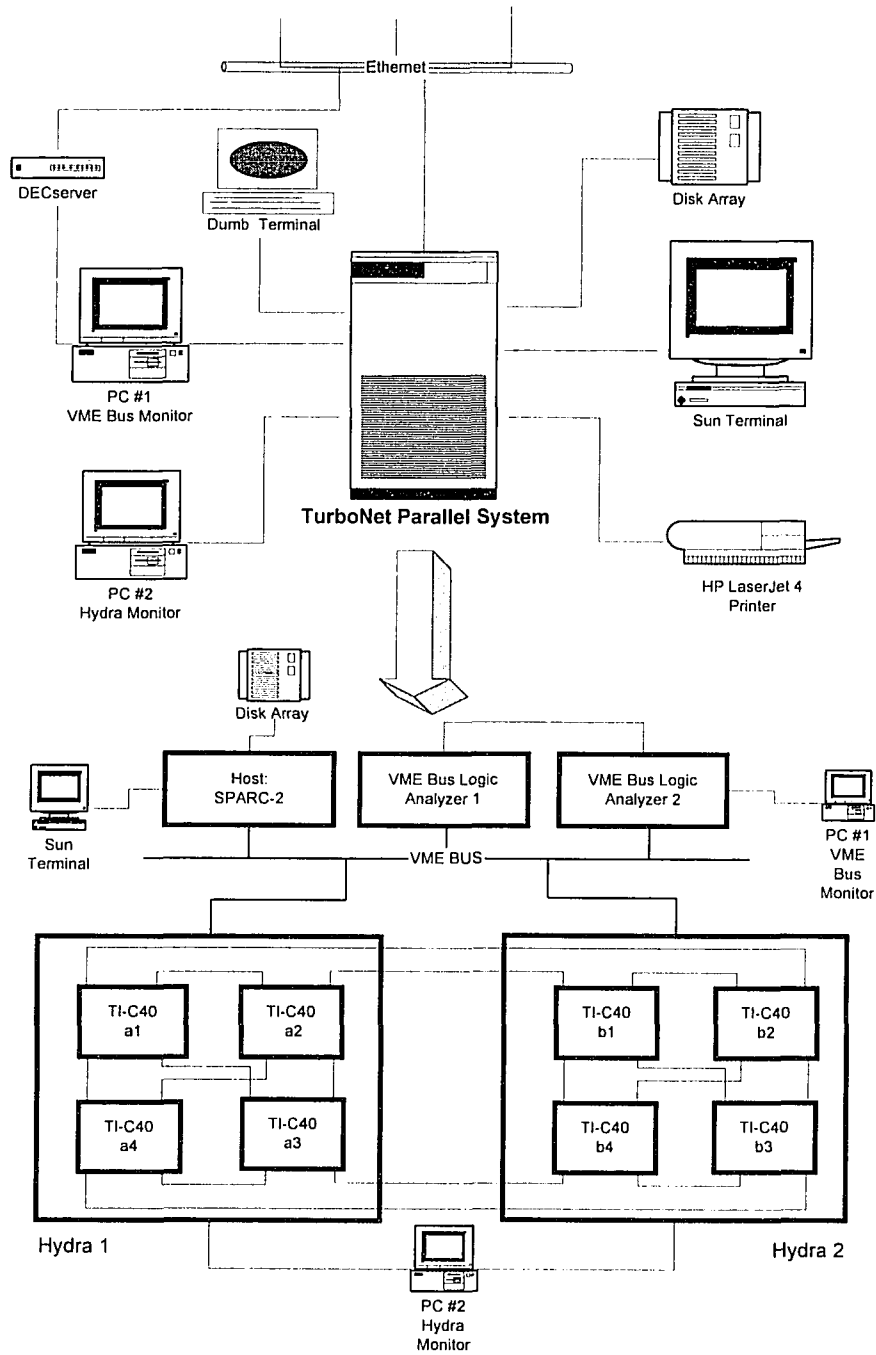 Ethernet
DECserver
Dumb Terminal
Disk Array
PC #1
VME Bus Monitor
Sun Terminal
TurboNet Parallel System
PC #2
Hydra Monitor
HP LaserJet 4
Printer
Disk Array
Host:
SPARC-2
VME Bus Logic
Analyzer 1
VME Bus Logic
Analyzer 2
Sun
Terminal
PC #1
VME
Bus
Monitor
VME BUS
TI-C40
a1
TI-C40
a2
TI-C40
b1
TI-C40
b2
TI-C40
a4
TI-C40
a3
TI-C40
b4
TI-C40
b3
Hydra 1
Hydra 2
PC #2
Hydra
Monitor